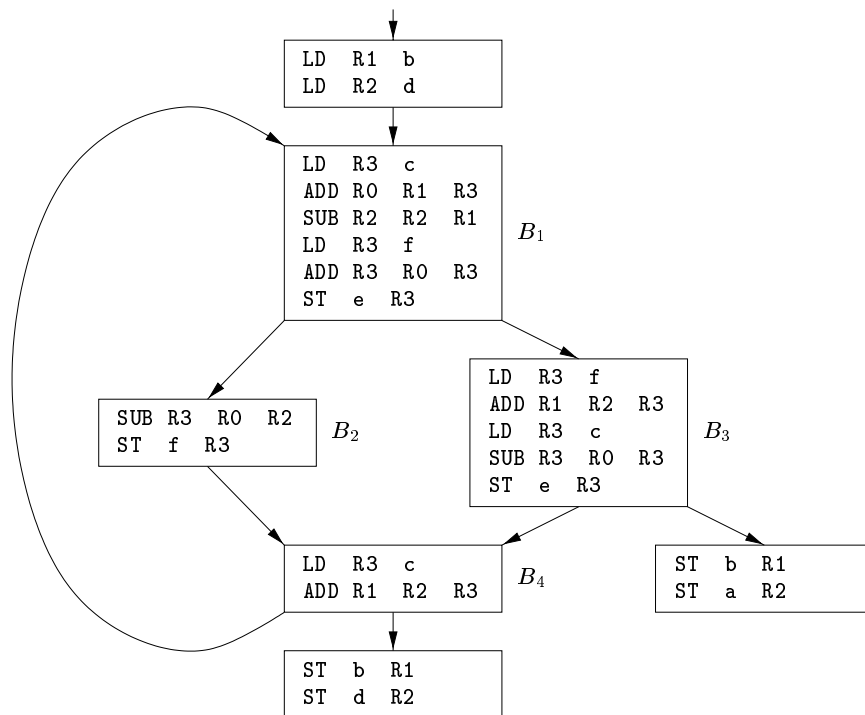 LD R1 b
LD R2 d
LD R3 c
ADD R0 R1 R3
SUB R2 R2 R1
LD R3 f
ADD R3 R0 R3
ST e R3
B1
SUB R3 R0 R2
ST f R3
B2
LD R3 f
ADD R1 R2 R3
LD R3 c
SUB R3 R0 R3
ST e R3
B3
LD R3 c
ADD R1 R2 R3
B4
ST b R1
ST a R2
ST b R1
ST d R2